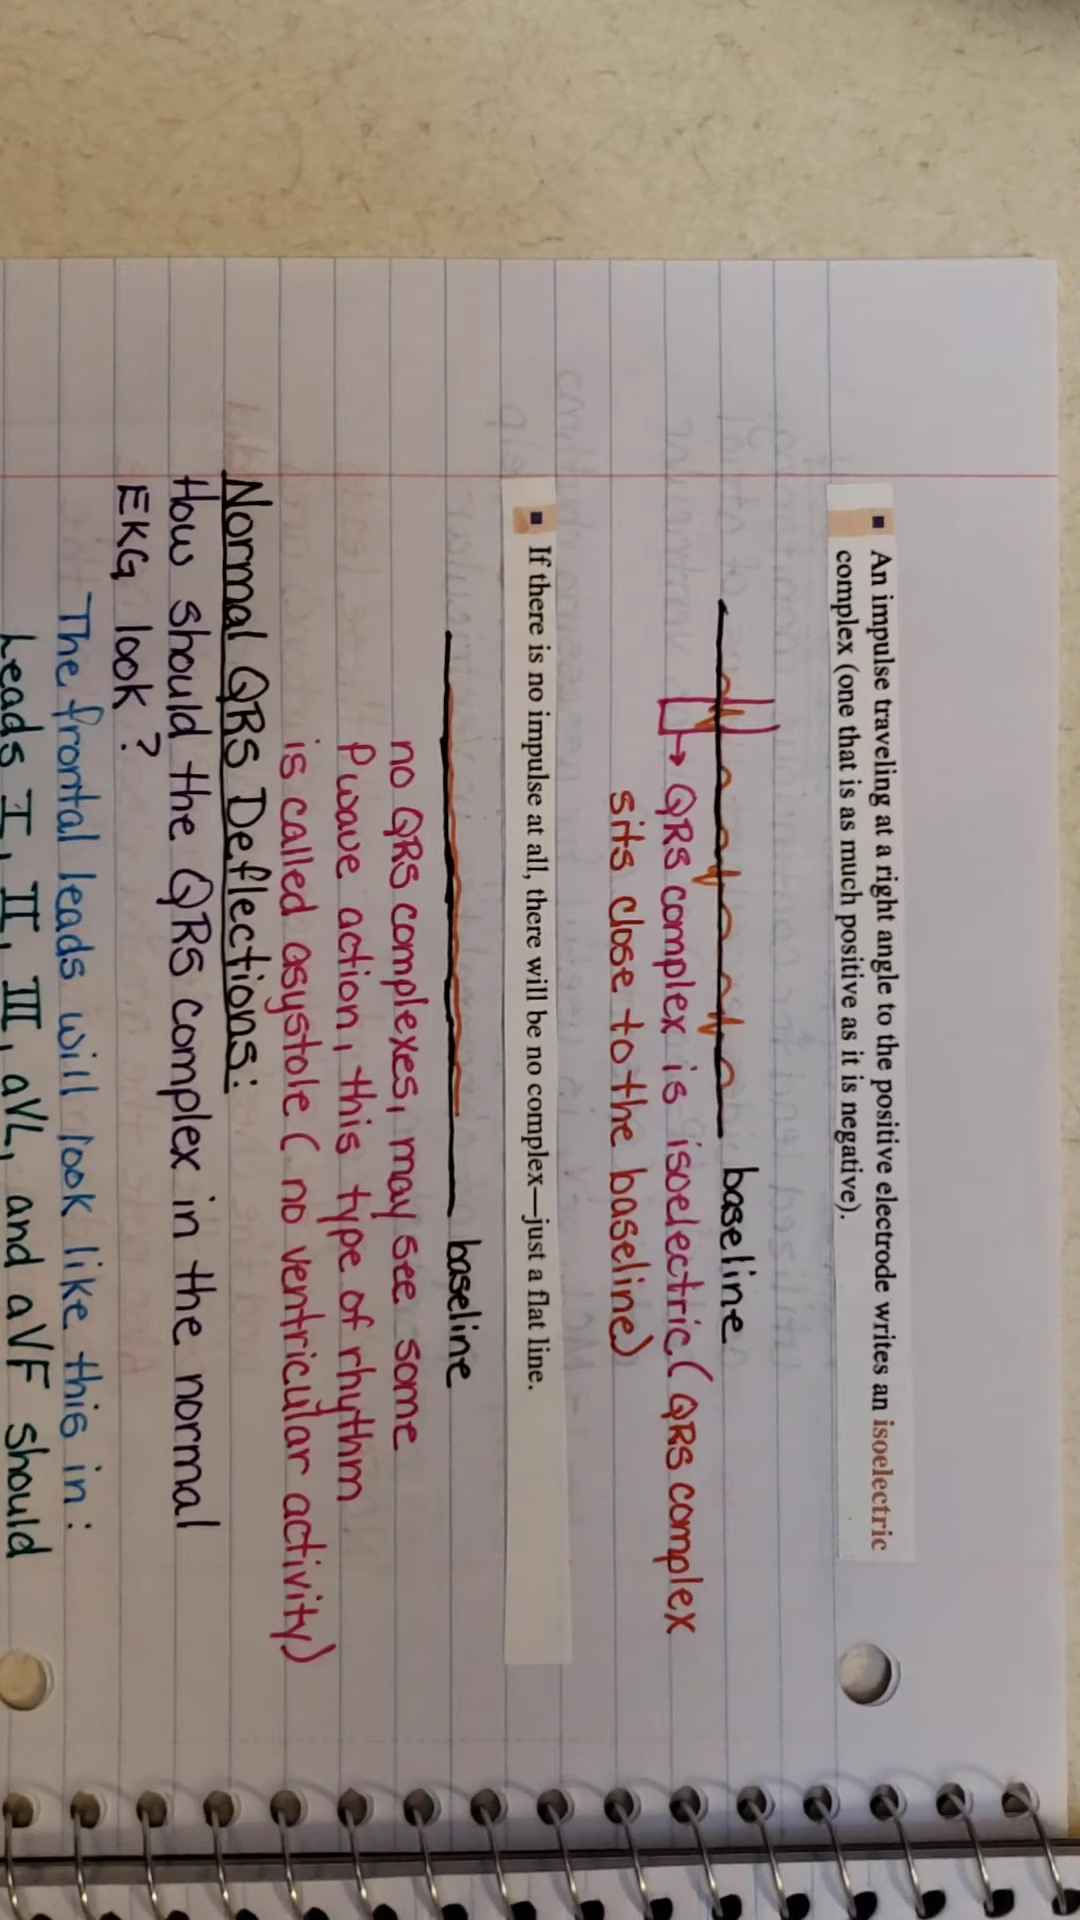 An impulse traveling at a right angle to the positive electrode writes an isoelectric
complex (one that is as much positive as it is negative).
baseline
QRS complex is isoelectric (QRS complex
sits close to the baseline)
If there is no impulse at all, there will be no complex—just a flat line.
baseline
no QRS complexes, may see some
P wave action, this type of rhythm
is called asystole (no ventricular activity)
Normal QRS Deflections:
How should the QRS complex in the normal
EKG look?
The frontal leads will look like this in:
Leads I, II, III, aVL, and aVF should